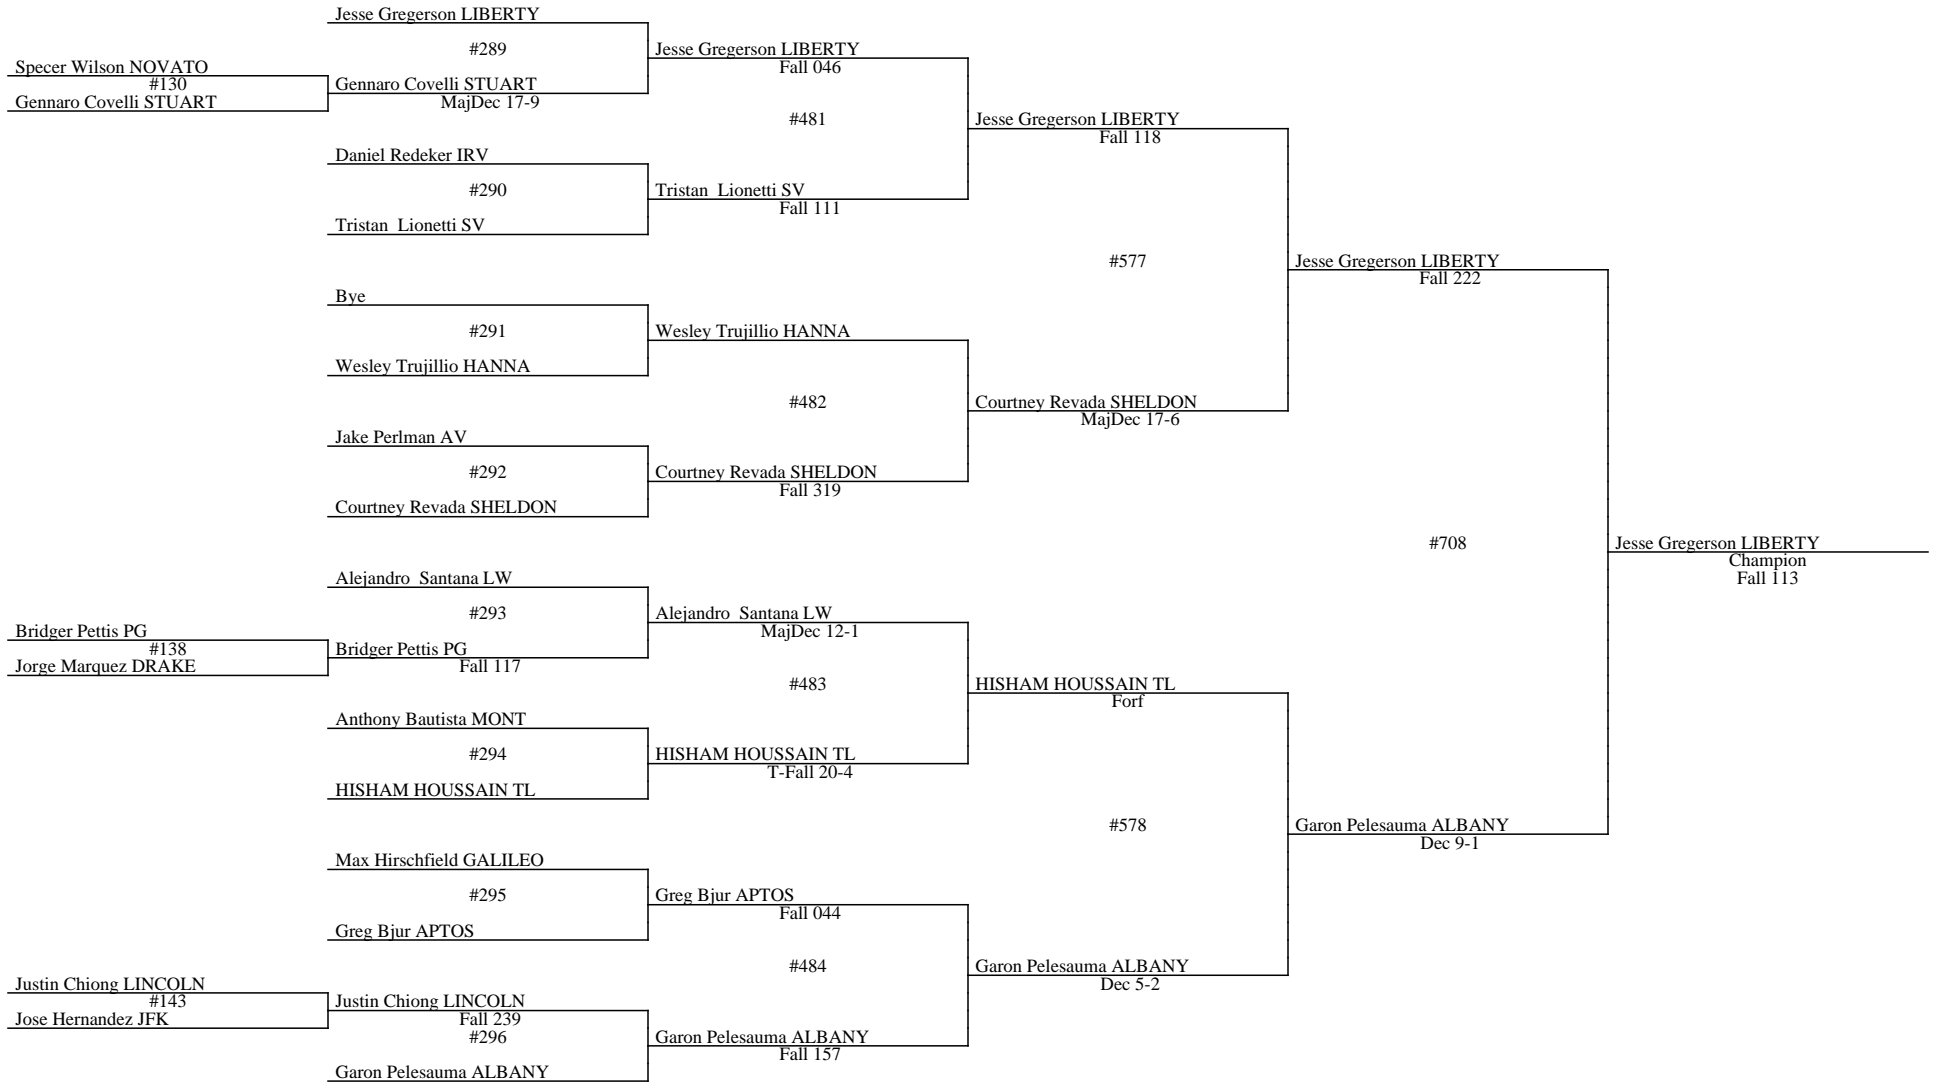 Jesse Gregerson LIBERTY
#289
Jesse Gregerson LIBERTY
Fall 046
Specer Wilson NOVATO
#130
Gennaro Covelli STUART
Gennaro Covelli STUART
MajDec 17-9
#481
Jesse Gregerson LIBERTY
Fall 118
Daniel Redeker IRV
#290
Tristan  Lionetti SV
Fall 111
Tristan  Lionetti SV
#577
Jesse Gregerson LIBERTY
Fall 222
Bye
#291
Wesley Trujillio HANNA
Wesley Trujillio HANNA
#482
Courtney Revada SHELDON
MajDec 17-6
Jake Perlman AV
#292
Courtney Revada SHELDON
Fall 319
Courtney Revada SHELDON
#708
Jesse Gregerson LIBERTY
Champion
Fall 113
Alejandro  Santana LW
#293
Alejandro  Santana LW
MajDec 12-1
Bridger Pettis PG
#138
Jorge Marquez DRAKE
Bridger Pettis PG
Fall 117
#483
HISHAM HOUSSAIN TL
Forf
Anthony Bautista MONT
#294
HISHAM HOUSSAIN TL
T-Fall 20-4
HISHAM HOUSSAIN TL
#578
Garon Pelesauma ALBANY
Dec 9-1
Max Hirschfield GALILEO
#295
Greg Bjur APTOS
Fall 044
Greg Bjur APTOS
#484
Garon Pelesauma ALBANY
Dec 5-2
Justin Chiong LINCOLN
#143
Jose Hernandez JFK
Justin Chiong LINCOLN
Fall 239
#296
Garon Pelesauma ALBANY
Fall 157
Garon Pelesauma ALBANY